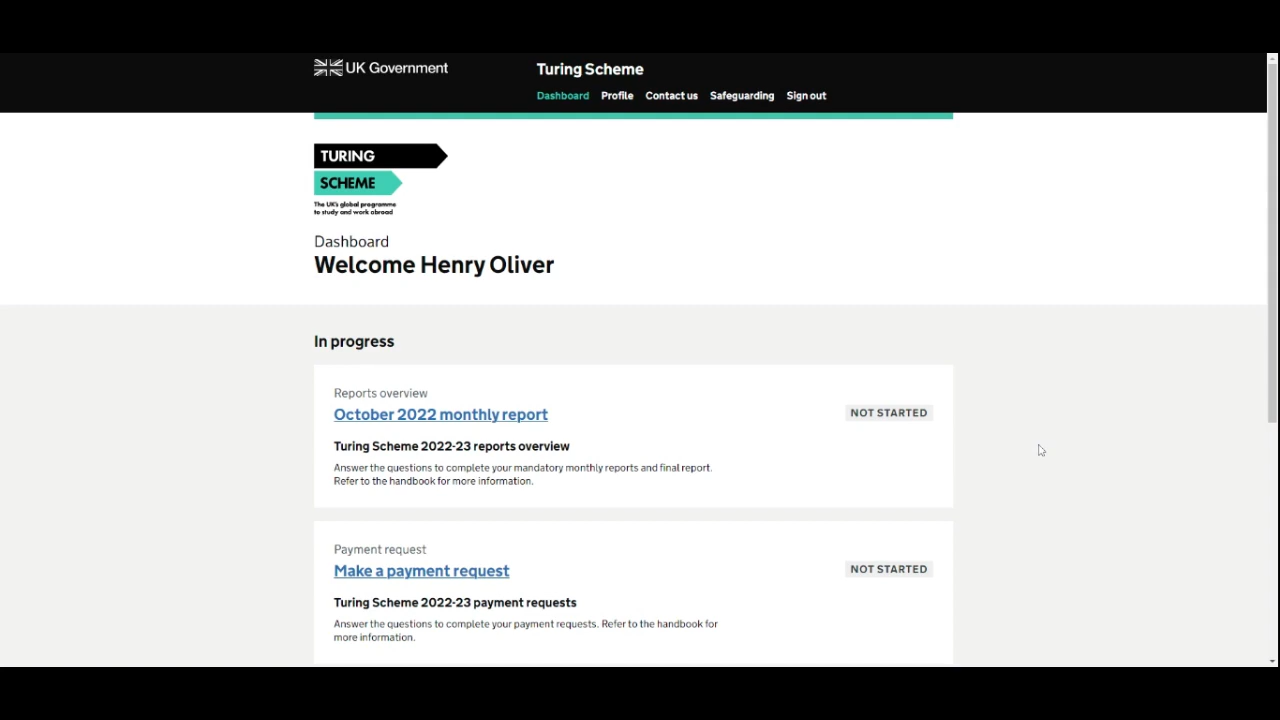 UK Government
Turing Scheme
Dashboard Profile Contact us Safeguarding Sign out
TURING
SCHEME
The UK's global programme
to study and work abroad
Dashboard
Welcome Henry Oliver
In progress
Reports overview
October 2022 monthly report
NOT STARTED
Turing Scheme 2022-23 reports overview
Answer the questions to complete your mandatory monthly reports and final report.
Refer to the handbook for more information.
Payment request
Make a payment request
NOT STARTED
Turing Scheme 2022-23 payment requests
Answer the questions to complete your payment requests. Refer to the handbook for
more information.